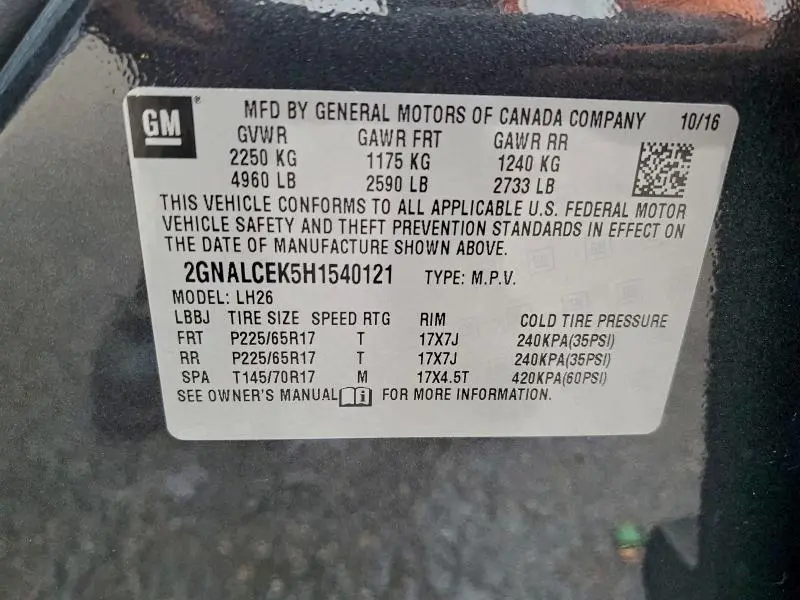 GM ® MFD BY GENERAL MOTORS OF CANADA COMPANY 10/16
GVWR GAWR FRT GAWR RR
2250 KG 1175 KG 1240 KG
4960 LB 2590 LB 2733 LB
THIS VEHICLE CONFORMS TO ALL APPLICABLE U.S. FEDERAL MOTOR
VEHICLE SAFETY AND THEFT PREVENTION STANDARDS IN EFFECT ON
THE DATE OF MANUFACTURE SHOWN ABOVE.
2GNALCEK5H1540121 TYPE: M.P.V.
MODEL: LH26
LBBJ TIRE SIZE SPEED RTG RIM COLD TIRE PRESSURE
FRT P225/65R17 T 17X7J 240KPA(35PSI)
RR P225/65R17 T 17X7J 240KPA(35PSI)
SPA T145/70R17 M 17X4.5T 420KPA(60PSI)
SEE OWNER'S MANUAL i FOR MORE INFORMATION.